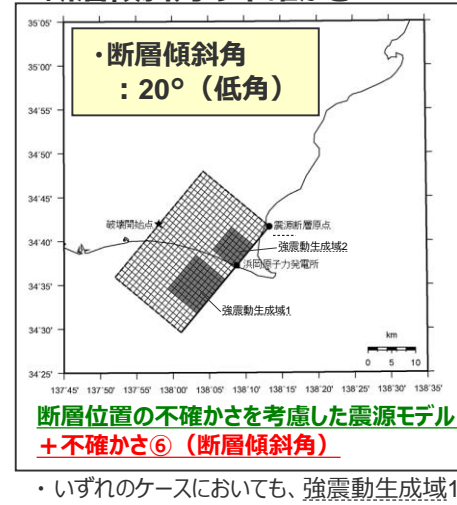 ・断層傾斜角
：20°（低角）
35˚05'
35˚00'
34˚55'
34˚50'
34˚45'
34˚40'
34˚35'
34˚30'
34˚25'
破壊開始点
震源断層原点
強震動生成域2
浜岡原子力発電所
強震動生成域1
km
0 5 10
137˚45' 137˚50' 137˚55' 138˚00' 138˚05' 138˚10' 138˚15' 138˚20' 138˚25' 138˚30' 138˚35'
断層位置の不確かさを考慮した震源モデル
＋不確かさ⑥（断層傾斜角）
・いずれのケースにおいても、強震動生成域1